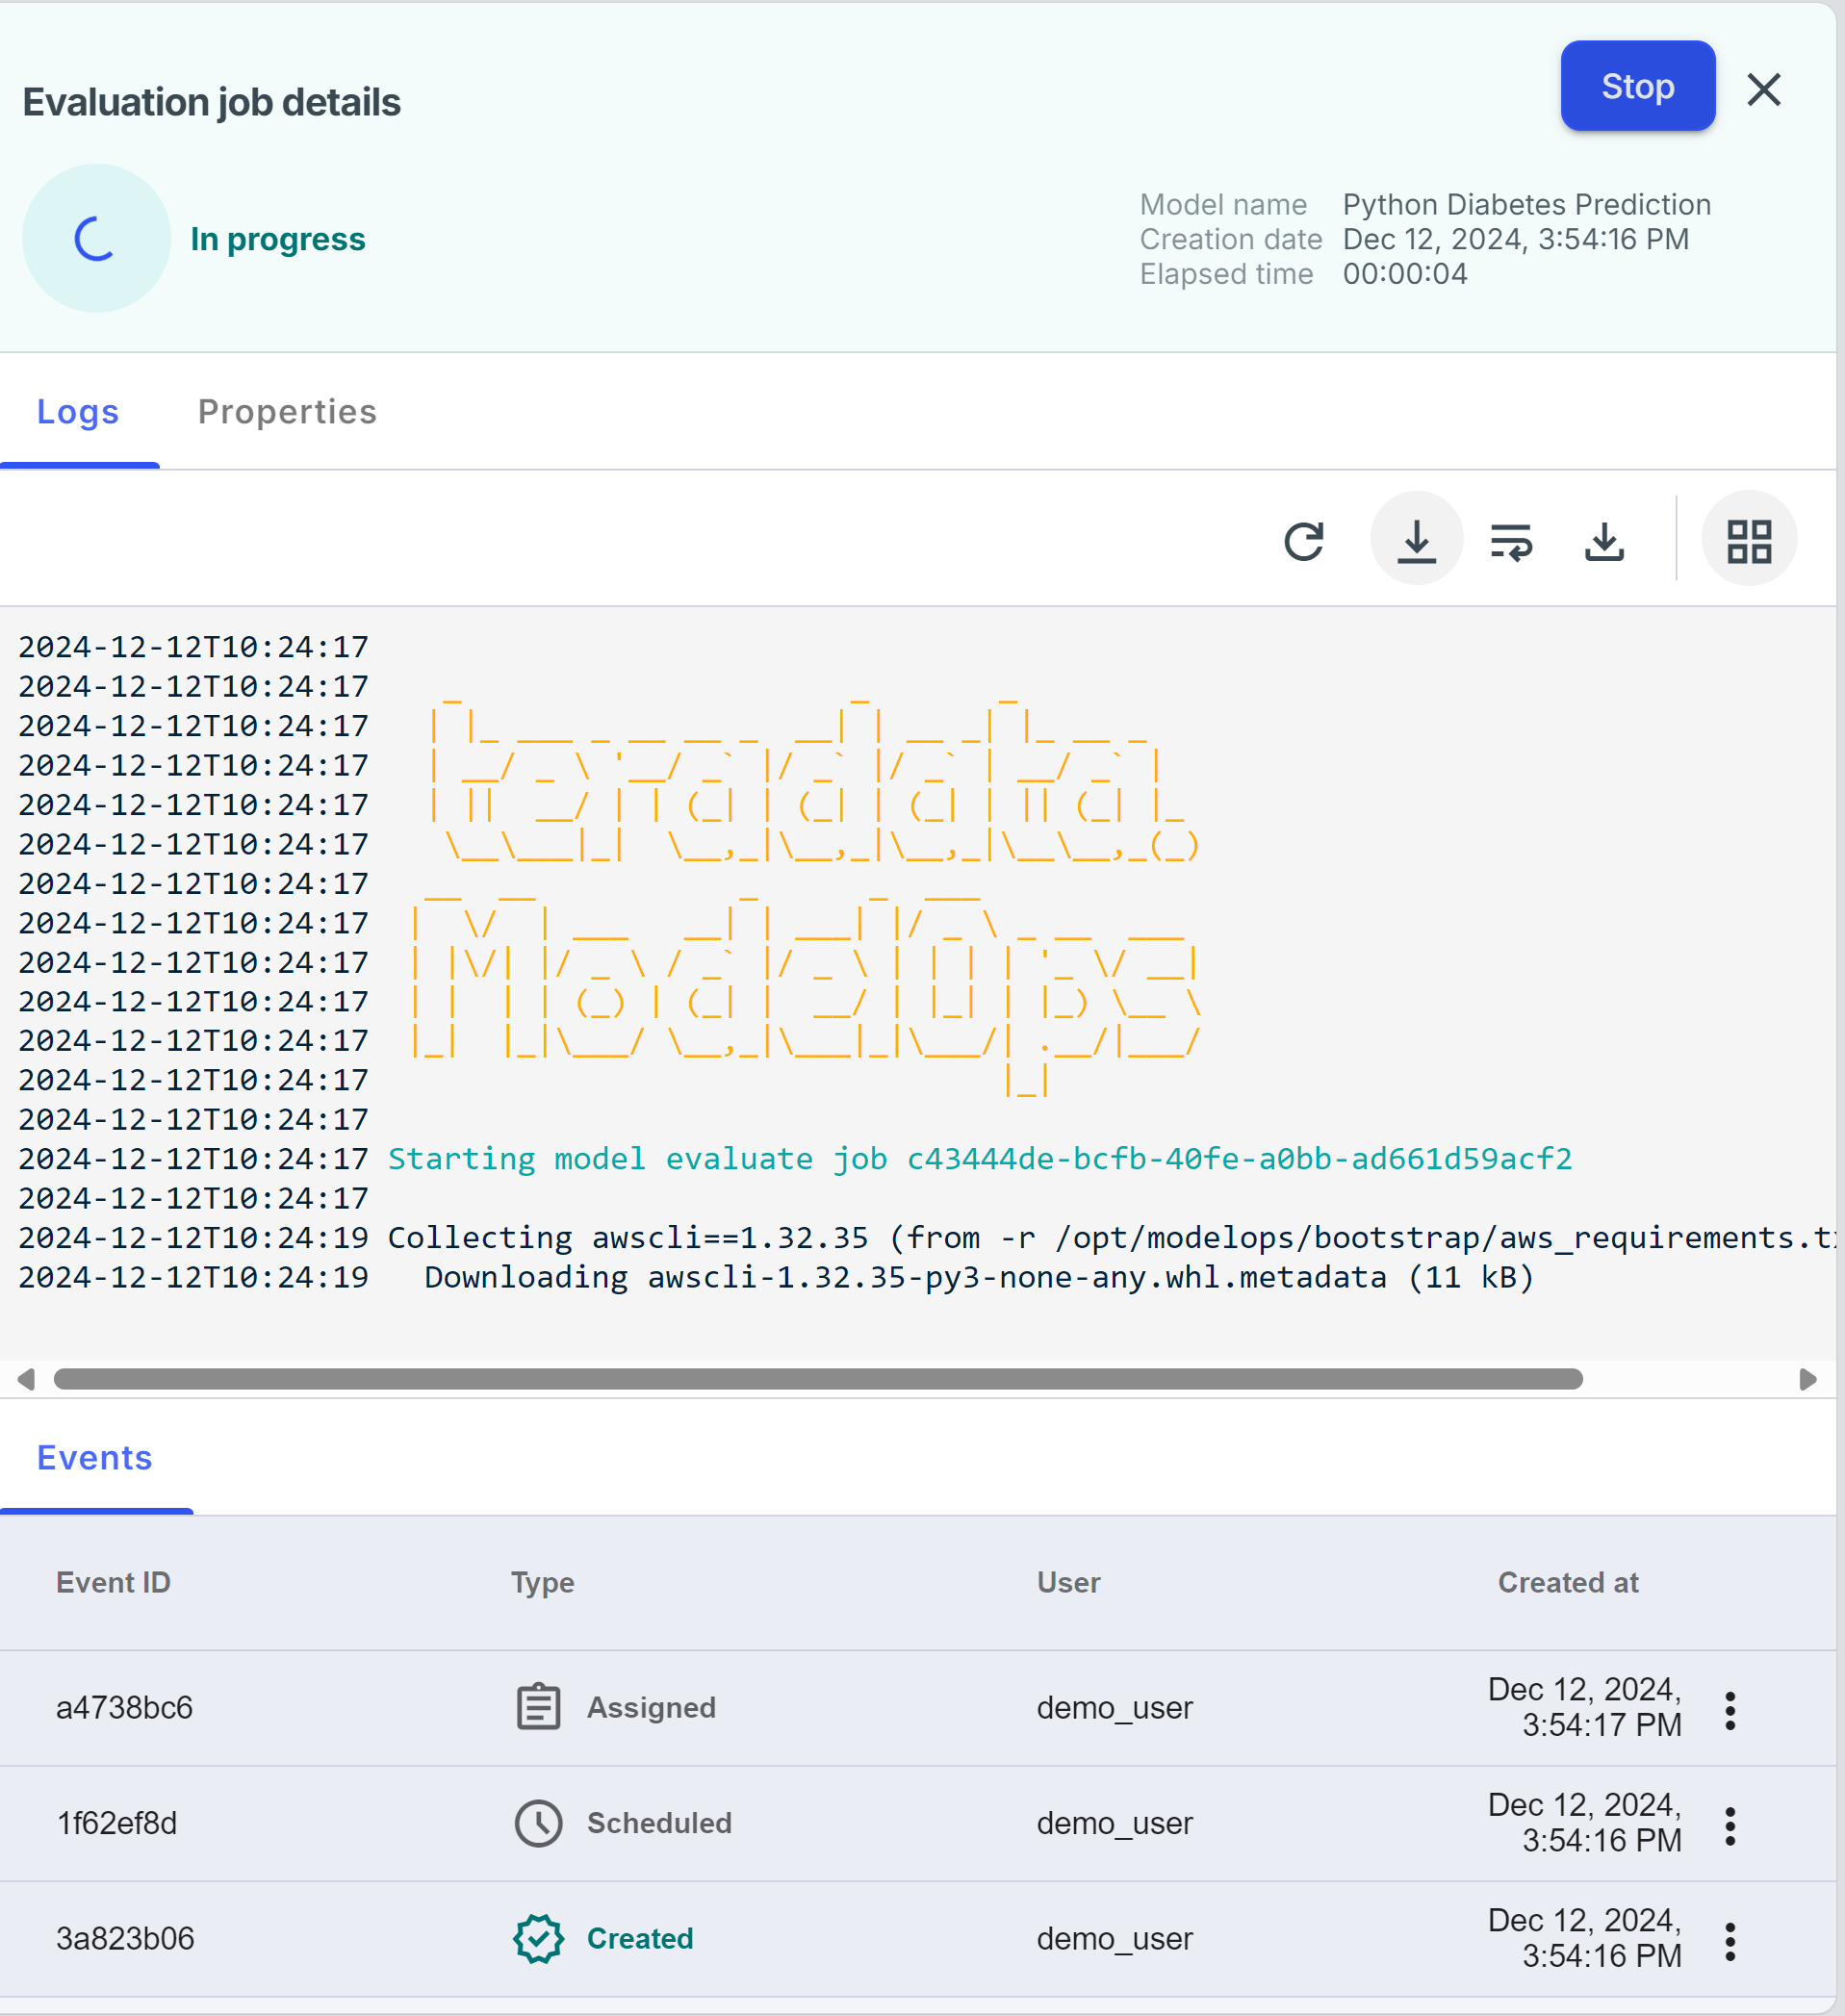 Evaluation job details
Stop
In progress
Model name Python Diabetes Prediction
Creation date Dec 12, 2024, 3:54:16 PM
Elapsed time 00:00:04
Logs Properties
2024-12-12T10:24:17
2024-12-12T10:24:17
2024-12-12T10:24:17
2024-12-12T10:24:17
2024-12-12T10:24:17
2024-12-12T10:24:17
teradata.
2024-12-12T10:24:17
2024-12-12T10:24:17
2024-12-12T10:24:17
2024-12-12T10:24:17
2024-12-12T10:24:17
2024-12-12T10:24:17
ModelOps
2024-12-12T10:24:17
2024-12-12T10:24:17 Starting model evaluate job c43444de-bcfb-40fe-a0bb-ad661d59acf2
2024-12-12T10:24:17
2024-12-12T10:24:19 Collecting awscli==1.32.35 (from -r /opt/modelops/bootstrap/aws_requirements.t
2024-12-12T10:24:19 Downloading awscli-1.32.35-py3-none-any.whl.metadata (11 kB)
Events
Event ID Type User Created at
a4738bc6 Assigned demo_user Dec 12, 2024,
3:54:17 PM
1f62ef8d Scheduled demo_user Dec 12, 2024,
3:54:16 PM
3a823b06 Created demo_user Dec 12, 2024,
3:54:16 PM